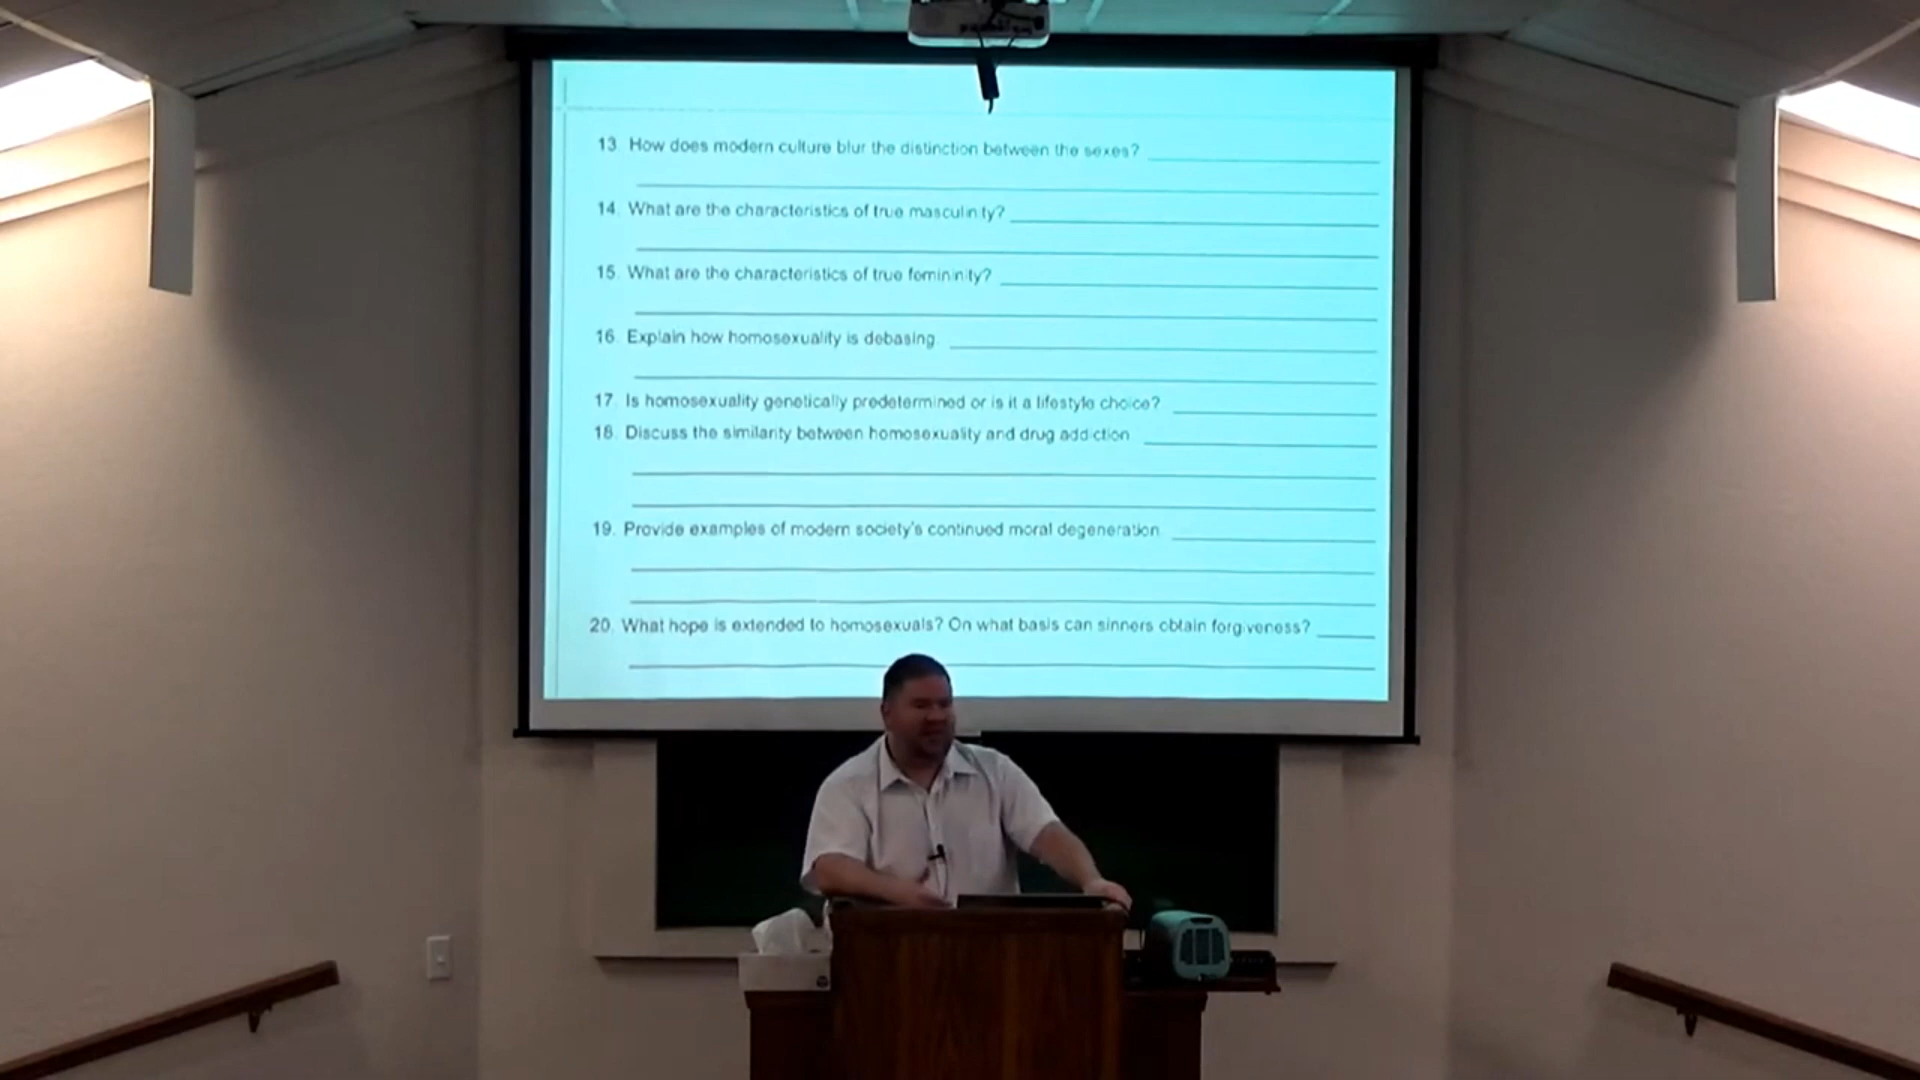 13. How does modern culture blur the distinction between the sexes?
14. What are the characteristics of true masculinity?
15. What are the characteristics of true femininity?
16. Explain how homosexuality is debasing.
17. Is homosexuality genetically predetermined or is it a lifestyle choice?
18. Discuss the similarity between homosexuality and drug addiction.
19. Provide examples of modern society's continued moral degeneration.
20. What hope is extended to homosexuals? On what basis can sinners obtain forgiveness?